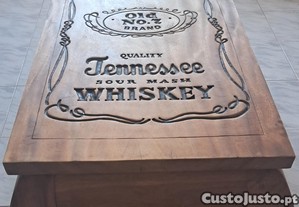 Old
No. 7
BRAND
QUALITY
Tennessee
SOUR MASH
WHISKEY
CustoJusto.pt